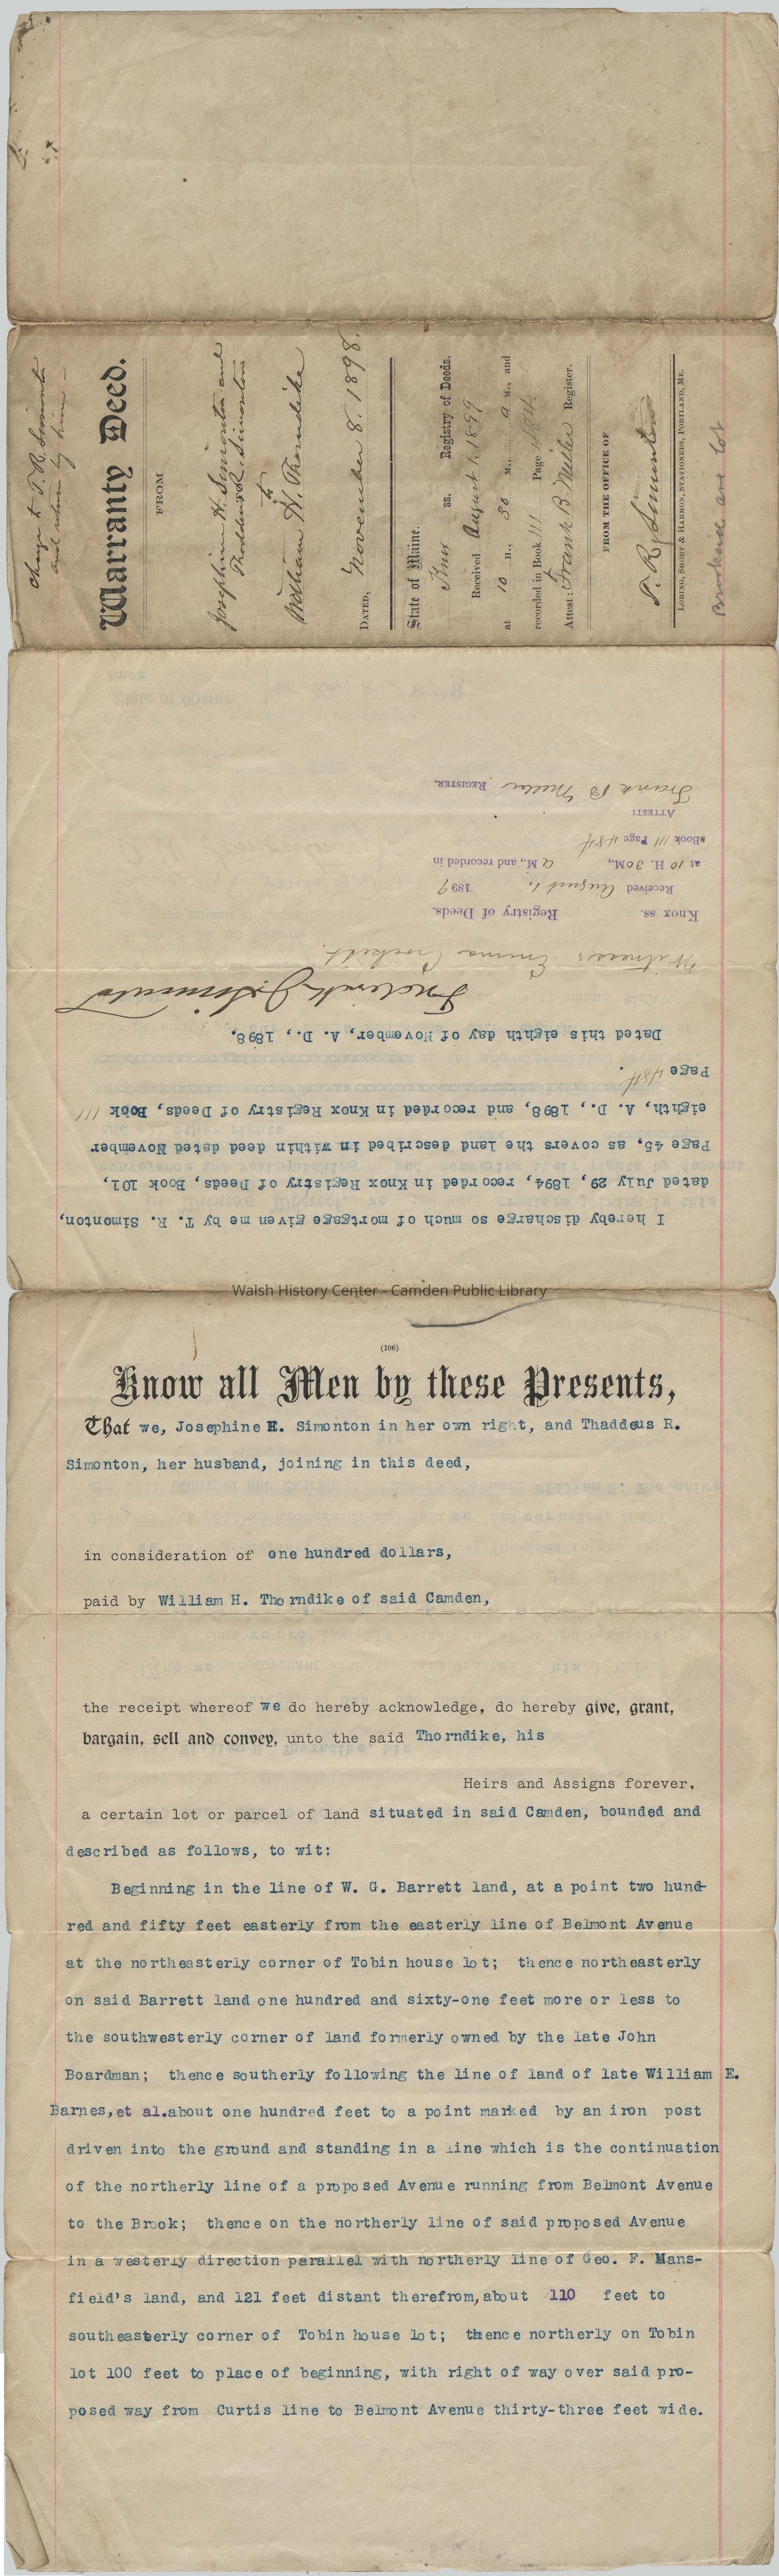 charge to T. R. Simonton
and return by him –
Warranty Deed.
FROM
Josephine H. Simonton and
Thaddeus R. Simonton
to
William H. Thorndike
DATED, November 8, 1898.
State of Maine.
Knox ss. Registry of Deeds.
Received August 1, 1899
at 10 H., 30 M., a M., and
recorded in Book 111 Page 484.
Attest: Frank B Miller Register.
FROM THE OFFICE OF
T. R. Simonton
LORING, SHORT & HARMON, STATIONERS, PORTLAND, ME.
Brookside ave lot
I hereby discharge so much of mortgage given me by T. R. Simonton,
dated July 29, 1894, recorded in Knox Registry of Deeds, Book 101,
Page 45, as covers the land described in within deed dated November
eighth, A. D., 1898, and recorded in Knox Registry of Deeds, Book 111
Page 484.
Dated this eighth day of November, A. D., 1898.
Frederick J. Simonton
Witness: Emma Crockett.
Knox ss. Registry of Deeds.
Received August 1, 1899
at 10 H. 30M., a M., and recorded in
Book 111 Page 484
ATTEST:
Frank B Miller REGISTER.
Walsh History Center - Camden Public Library
(106)
Know all Men by these Presents,
That we, Josephine H. Simonton in her own right, and Thaddeus R.
Simonton, her husband, joining in this deed,
in consideration of one hundred dollars,
paid by William H. Thorndike of said Camden,
the receipt whereof we do hereby acknowledge, do hereby give, grant,
bargain, sell and convey, unto the said Thorndike, his
Heirs and Assigns forever,
a certain lot or parcel of land situated in said Camden, bounded and
described as follows, to wit:
Beginning in the line of W. G. Barrett land, at a point two hund-
red and fifty feet easterly from the easterly line of Belmont Avenue
at the northeasterly corner of Tobin house lot; thence northeasterly
on said Barrett land one hundred and sixty-one feet more or less to
the southwesterly corner of land formerly owned by the late John
Boardman; thence southerly following the line of land of late William E.
Barnes, et al. about one hundred feet to a point marked by an iron post
driven into the ground and standing in a line which is the continuation
of the northerly line of a proposed Avenue running from Belmont Avenue
to the Brook; thence on the northerly line of said proposed Avenue
in a westerly direction parallel with northerly line of Geo. F. Mans-
field's land, and 121 feet distant therefrom, about 110 feet to
southeasterly corner of Tobin house lot; thence northerly on Tobin
lot 100 feet to place of beginning, with right of way over said pro-
posed way from Curtis line to Belmont Avenue thirty-three feet wide.